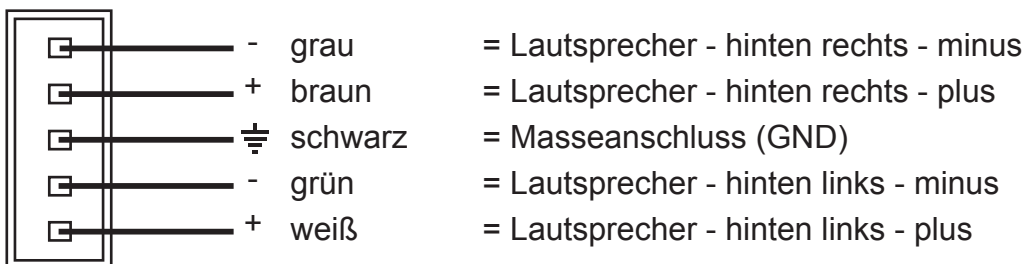 - grau = Lautsprecher - hinten rechts - minus
+ braun = Lautsprecher - hinten rechts - plus
schwarz = Masseanschluss (GND)
- grün = Lautsprecher - hinten links - minus
+ weiß = Lautsprecher - hinten links - plus